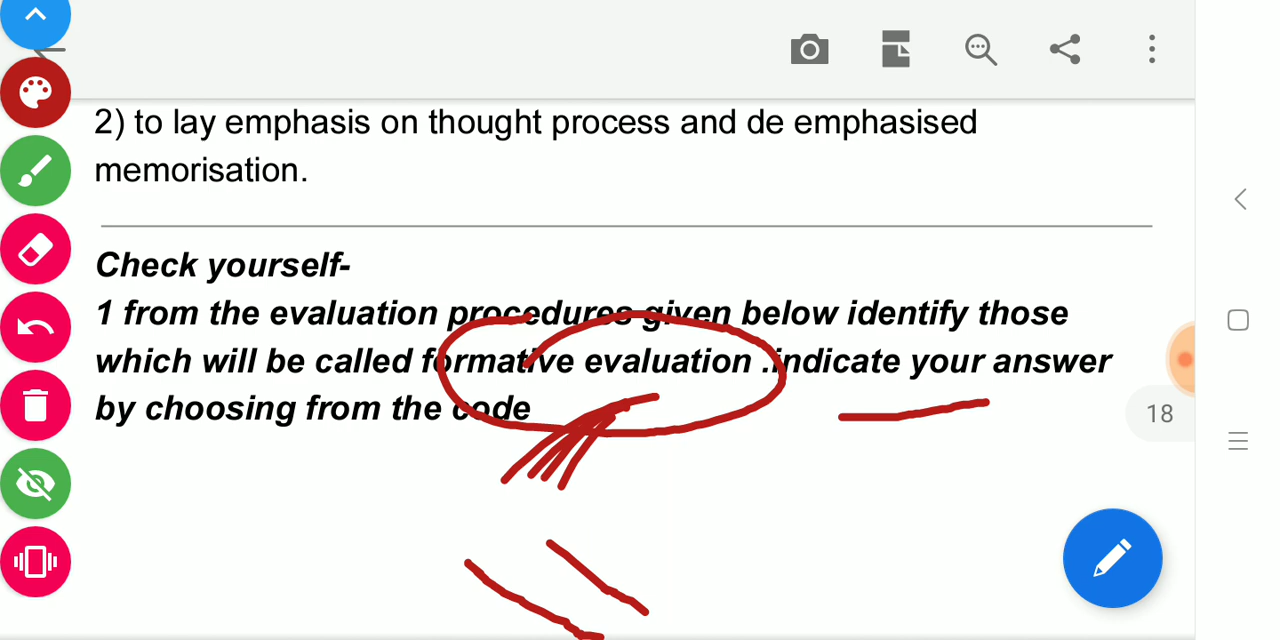 2) to lay emphasis on thought process and de emphasised
memorisation.
Check yourself-
1 from the evaluation procedures given below identify those
which will be called formative evaluation .indicate your answer
by choosing from the code
18